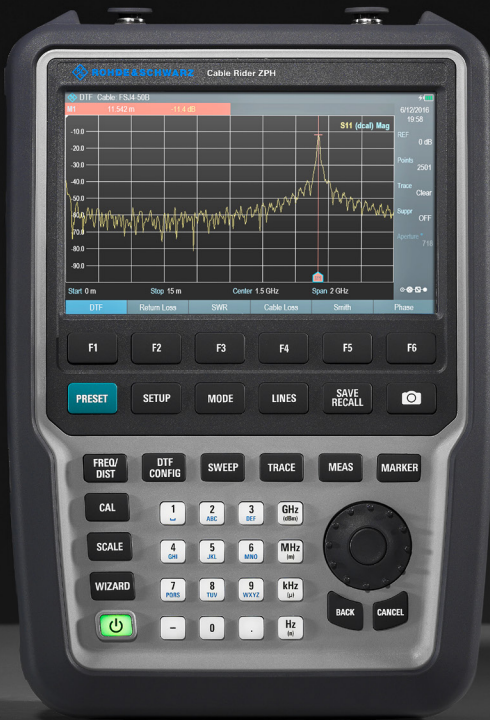 ROHDE&SCHWARZ Cable Rider ZPH
DTF Cable: FSJ4-50B
M1 11.542 m -11.4 dB
6/12/2016
19:58
S11 (dcal) Mag
REF
0 dB
Points
2501
Trace
Clear
Suppr
OFF
Aperture
718
-10.0
-20.0
-30.0
-40.0
-50.0
-60.0
-70.0
-80.0
-90.0
Start 0 m Stop 15 m Center 1.5 GHz Span 2 GHz
DTF Return Loss SWR Cable Loss Smith Phase
F1 F2 F3 F4 F5 F6
PRESET SETUP MODE LINES SAVE RECALL
FREQ/DIST DTF CONFIG SWEEP TRACE MEAS MARKER
CAL 1 2 ABC 3 DEF GHz (dBm)
SCALE 4 GHI 5 JKL 6 MNO MHz (m)
WIZARD 7 PQRS 8 TUV 9 WXYZ kHz (µ)
BACK CANCEL
− 0 . Hz (n)